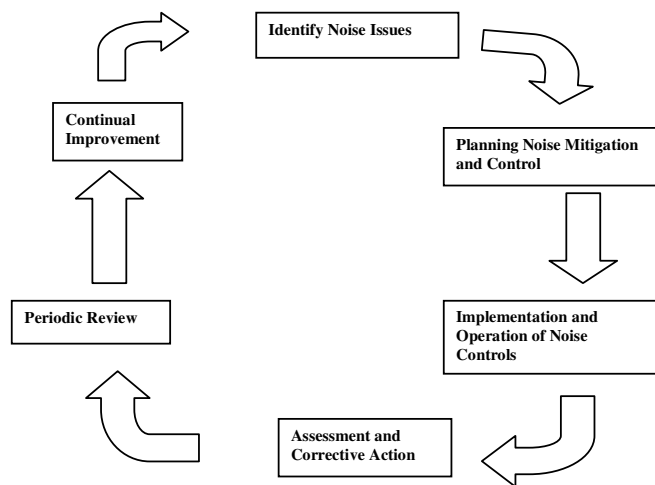 Identify Noise Issues
Planning Noise Mitigation
and Control
Implementation and
Operation of Noise
Controls
Assessment and
Corrective Action
Periodic Review
Continual
Improvement